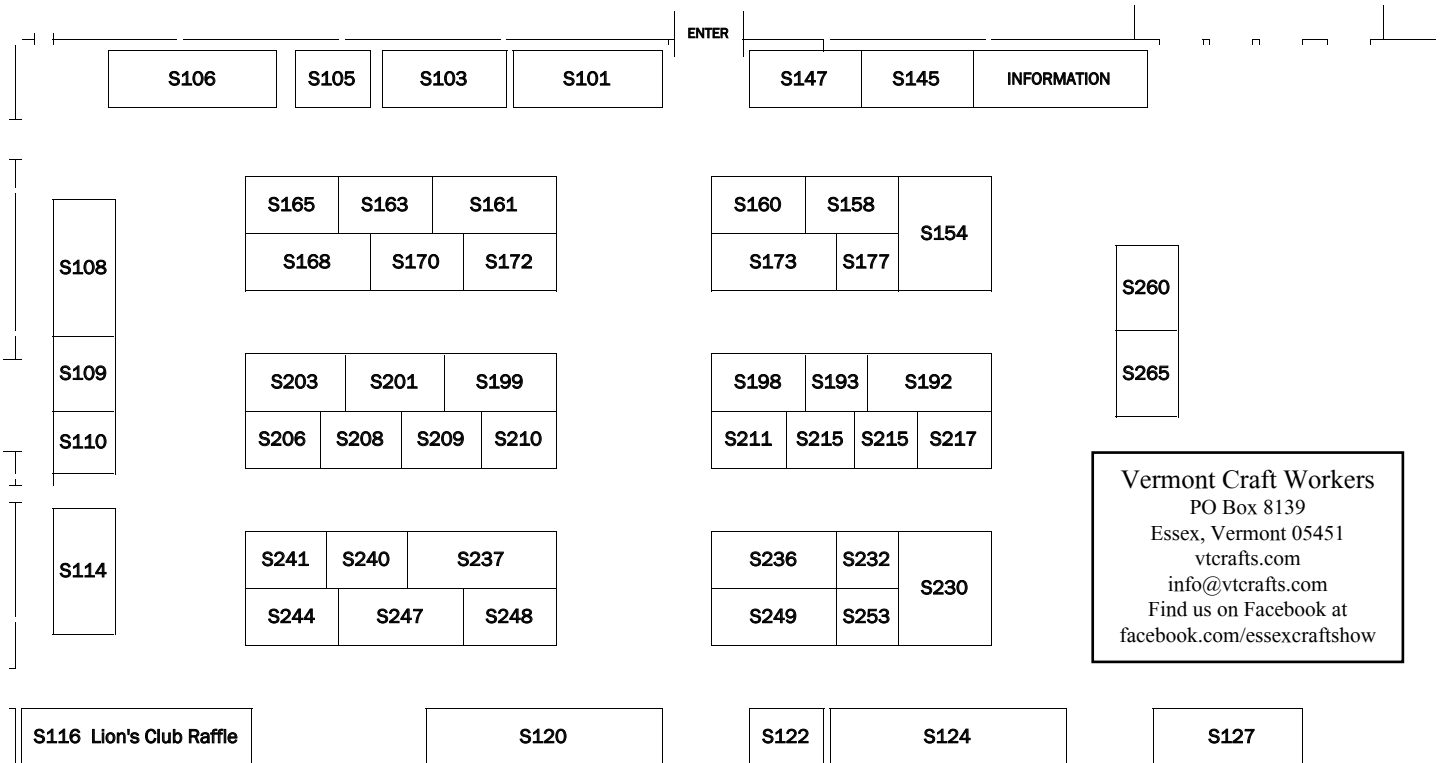 ENTER
S106 S105 S103 S101 S147 S145 INFORMATION
S165 S163 S161 S160 S158 S154
S168 S170 S172 S173 S177
S108
S260
S109 S203 S201 S199 S198 S193 S192 S265
S110 S206 S208 S209 S210 S211 S215 S215 S217
Vermont Craft Workers
PO Box 8139
Essex, Vermont 05451
vtcrafts.com
info@vtcrafts.com
Find us on Facebook at
facebook.com/essexcraftshow
S114 S241 S240 S237 S236 S232 S230
S244 S247 S248 S249 S253
S116 Lion's Club Raffle S120 S122 S124 S127